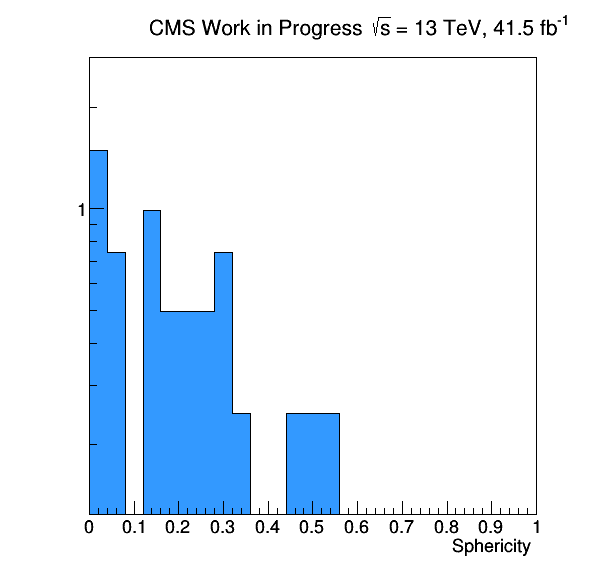 CMS Work in Progress √s = 13 TeV, 41.5 fb⁻¹
1
0 0.1 0.2 0.3 0.4 0.5 0.6 0.7 0.8 0.9 1
Sphericity